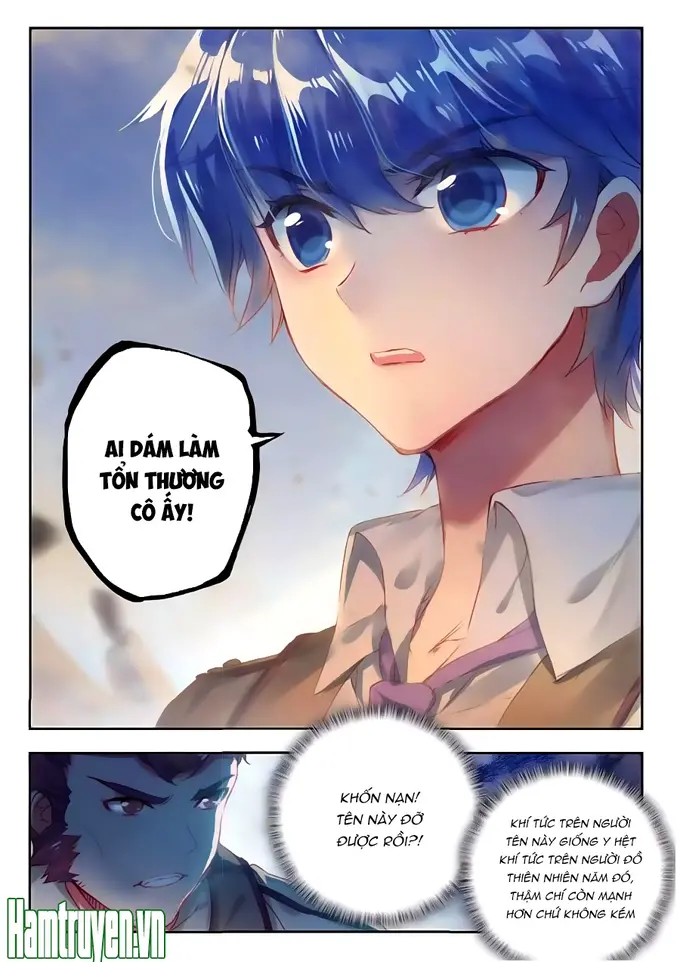 AI DÁM LÀM
TỔN THƯƠNG
CÔ ẤY!
KHỐN NẠN!
TÊN NÀY ĐỠ
ĐƯỢC RỒI?!
KHÍ TỨC TRÊN NGƯỜI
TÊN NÀY GIỐNG Y HỆT
KHÍ TỨC TRÊN NGƯỜI ĐỒ
THIÊN NHIÊN NĂM ĐÓ,
THẬM CHÍ CÒN MẠNH
HƠN CHỨ KHÔNG KÉM
Hamtruyen.vn